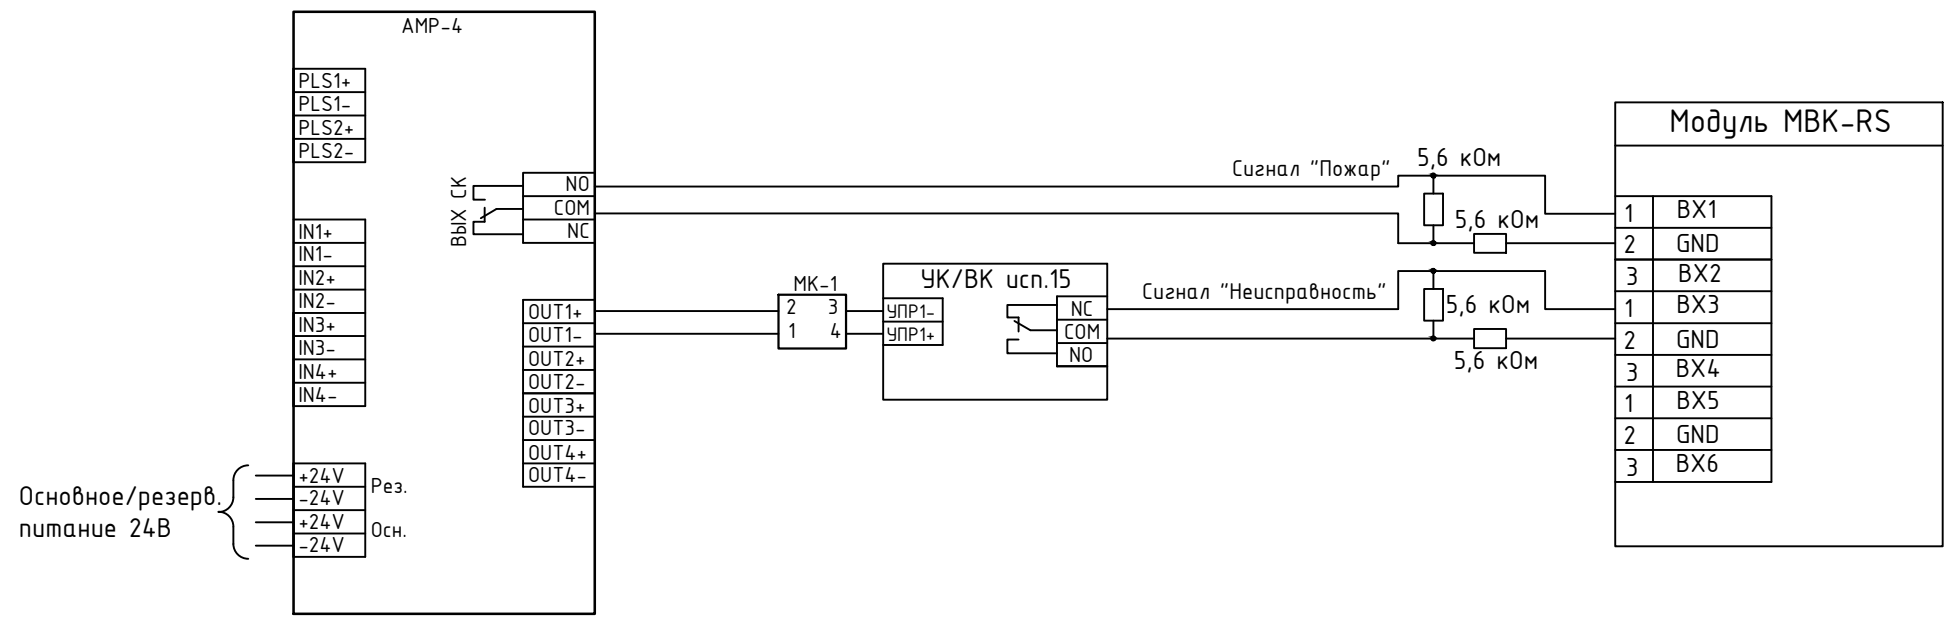 АМР-4
PLS1+
PLS1-
PLS2+
PLS2-
IN1+
IN1-
IN2+
IN2-
IN3+
IN3-
IN4+
IN4-
+24V
-24V
+24V
-24V
Рез.
Осн.
Основное/резерв.
питание 24В
ВЫХ СК
NO
COM
NC
OUT1+
OUT1-
OUT2+
OUT2-
OUT3+
OUT3-
OUT4+
OUT4-
МК-1
2 3
1 4
УК/ВК исп.15
УПР1-
УПР1+
NC
COM
NO
Сигнал "Пожар"
5,6 кОм
5,6 кОм
Сигнал "Неисправность"
5,6 кОм
5,6 кОм
Модуль МВК-RS
1 ВХ1
2 GND
3 ВХ2
1 ВХ3
2 GND
3 ВХ4
1 ВХ5
2 GND
3 ВХ6